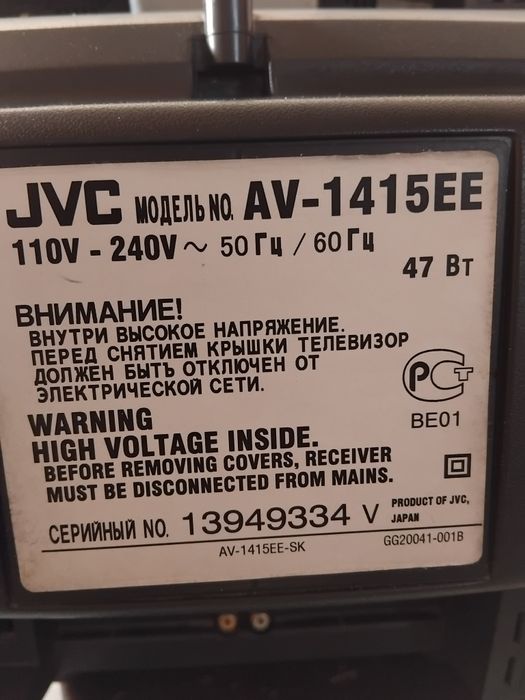 JVC МОДЕЛЬ NO. AV-1415EE
110V - 240V ~ 50 Гц / 60 Гц
47 Вт
ВНИМАНИЕ!
ВНУТРИ ВЫСОКОЕ НАПРЯЖЕНИЕ.
ПЕРЕД СНЯТИЕМ КРЫШКИ ТЕЛЕВИЗОР
ДОЛЖЕН БЫТЬ ОТКЛЮЧЕН ОТ
ЭЛЕКТРИЧЕСКОЙ СЕТИ.
РСТ
BE01
WARNING
HIGH VOLTAGE INSIDE.
BEFORE REMOVING COVERS, RECEIVER
MUST BE DISCONNECTED FROM MAINS.
СЕРИЙНЫЙ NO. 13949334 V
PRODUCT OF JVC,
JAPAN
AV-1415EE-SK
GG20041-001B